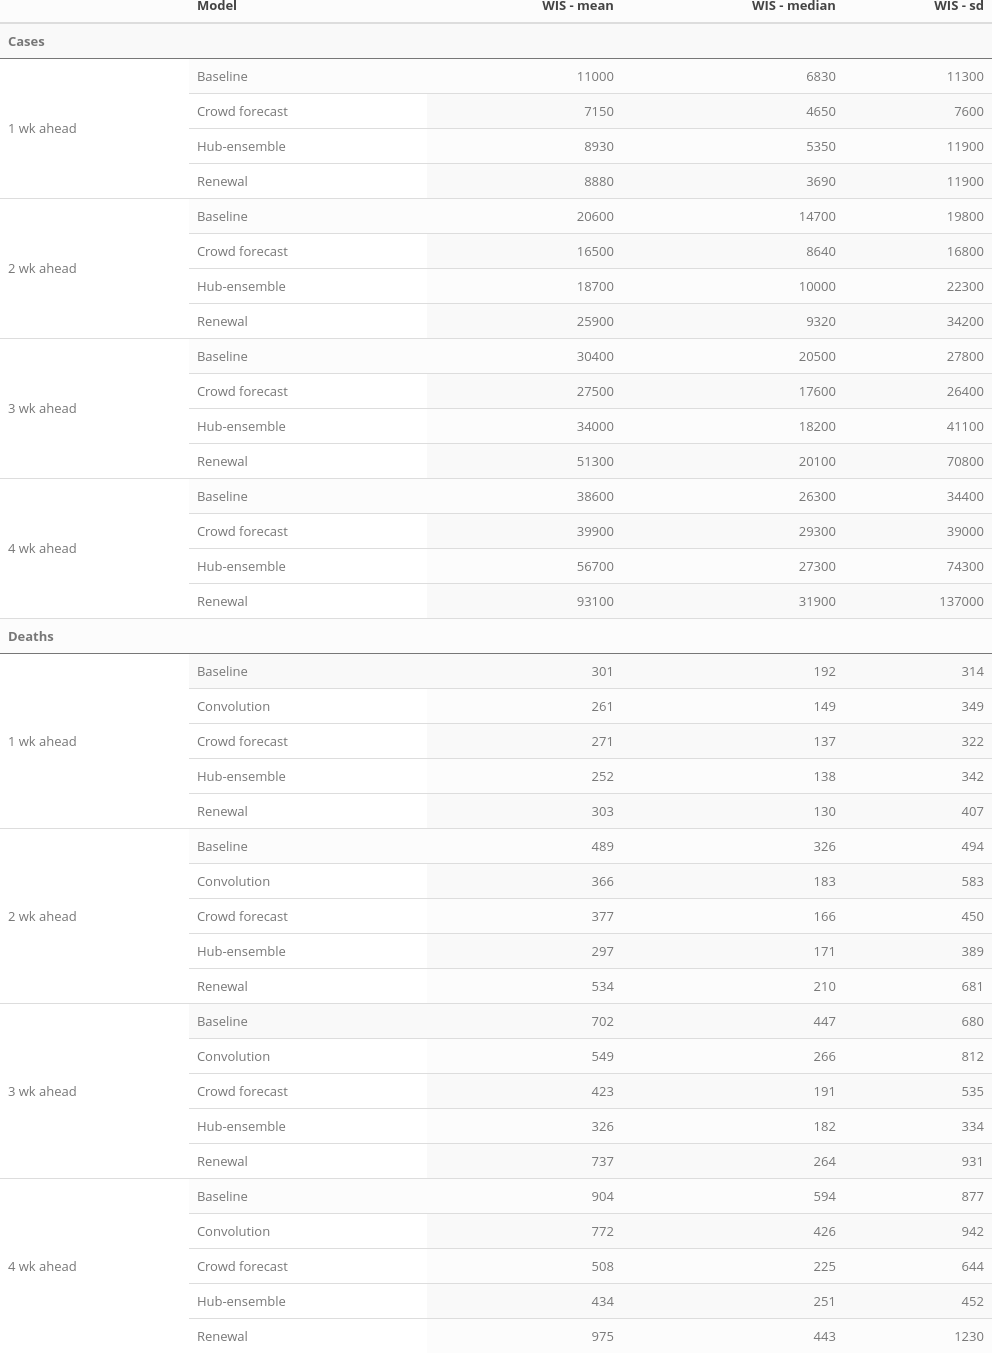 Model WIS - mean WIS - median WIS - sd
Cases
1 wk ahead
Baseline 11000 6830 11300
Crowd forecast 7150 4650 7600
Hub-ensemble 8930 5350 11900
Renewal 8880 3690 11900
2 wk ahead
Baseline 20600 14700 19800
Crowd forecast 16500 8640 16800
Hub-ensemble 18700 10000 22300
Renewal 25900 9320 34200
3 wk ahead
Baseline 30400 20500 27800
Crowd forecast 27500 17600 26400
Hub-ensemble 34000 18200 41100
Renewal 51300 20100 70800
4 wk ahead
Baseline 38600 26300 34400
Crowd forecast 39900 29300 39000
Hub-ensemble 56700 27300 74300
Renewal 93100 31900 137000
Deaths
1 wk ahead
Baseline 301 192 314
Convolution 261 149 349
Crowd forecast 271 137 322
Hub-ensemble 252 138 342
Renewal 303 130 407
2 wk ahead
Baseline 489 326 494
Convolution 366 183 583
Crowd forecast 377 166 450
Hub-ensemble 297 171 389
Renewal 534 210 681
3 wk ahead
Baseline 702 447 680
Convolution 549 266 812
Crowd forecast 423 191 535
Hub-ensemble 326 182 334
Renewal 737 264 931
4 wk ahead
Baseline 904 594 877
Convolution 772 426 942
Crowd forecast 508 225 644
Hub-ensemble 434 251 452
Renewal 975 443 1230